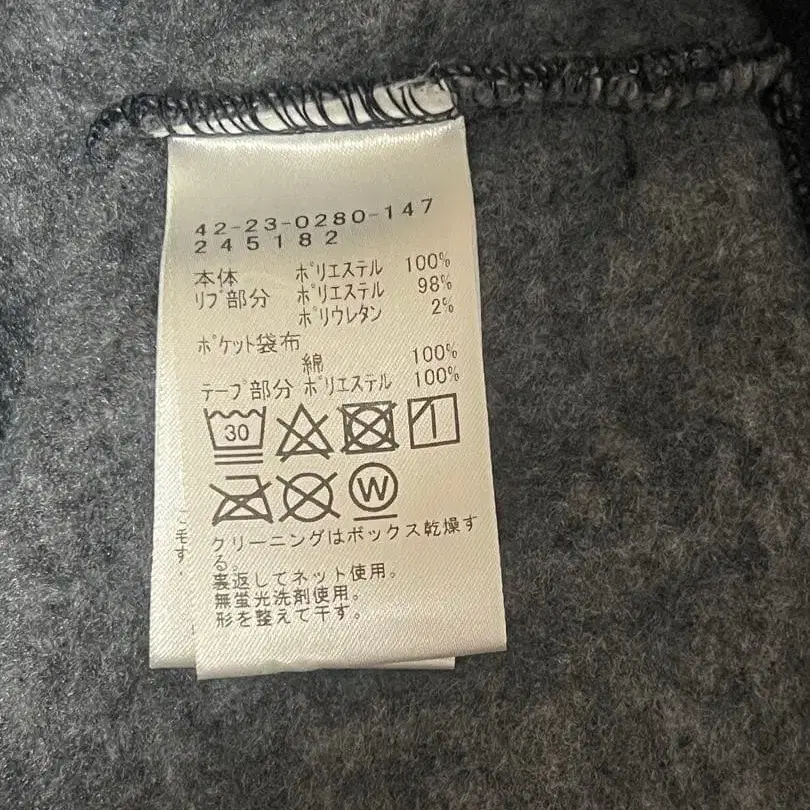 42-23-0280-147
245182
本体 ポリエステル 100%
リブ部分 ポリエステル 98%
ポリウレタン 2%
ポケット袋布
綿 100%
テープ部分 ポリエステル 100%
30
W
クリーニングはボックス乾燥す
る。
裏返してネット使用。
無蛍光洗剤使用。
形を整えて干す。